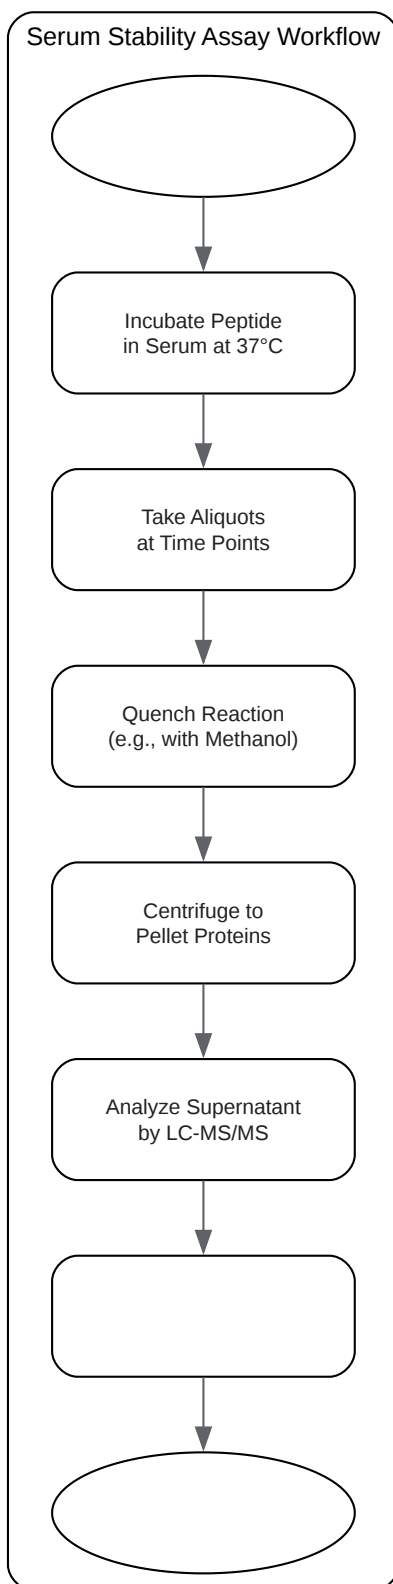 Serum Stability Assay Workflow
Incubate Peptide
in Serum at 37°C
Take Aliquots
at Time Points
Quench Reaction
(e.g., with Methanol)
Centrifuge to
Pellet Proteins
Analyze Supernatant
by LC-MS/MS